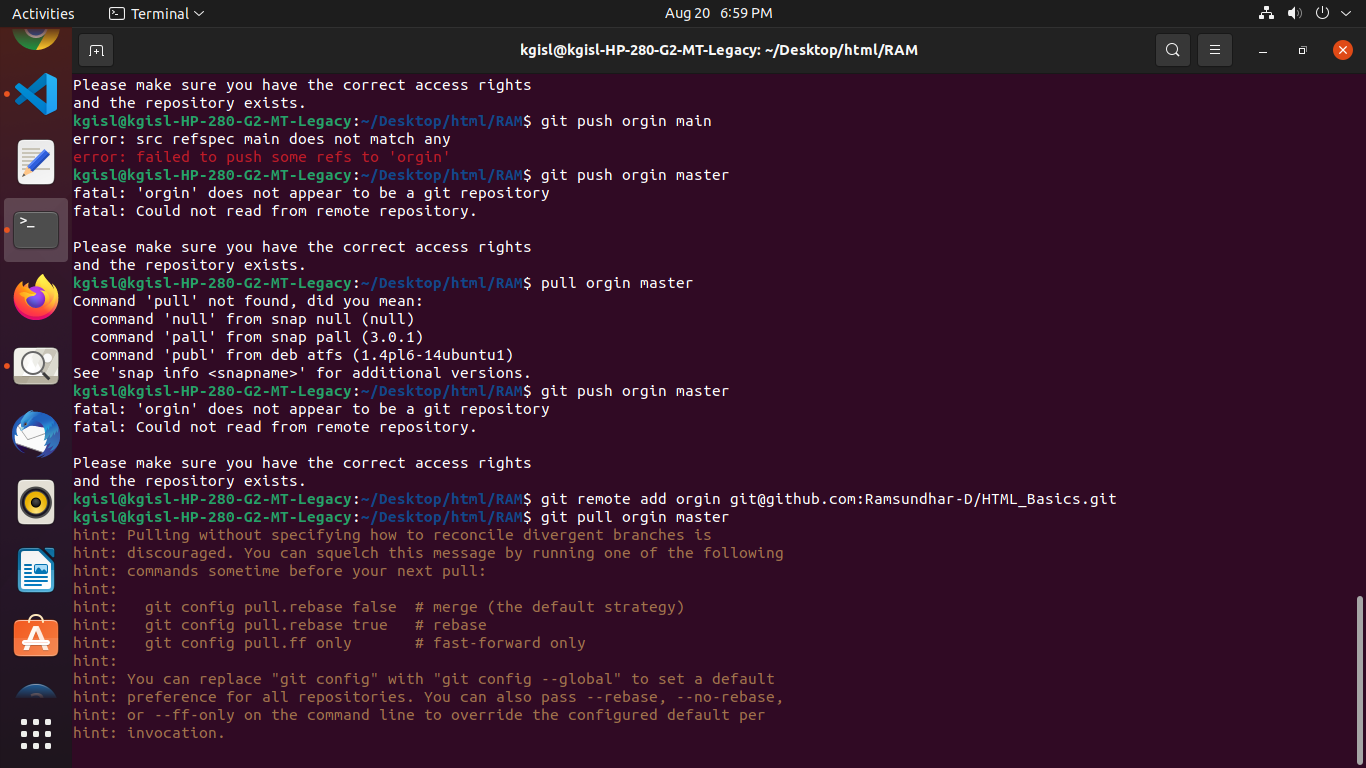 Activities
Terminal
Aug 20 6:59 PM
kgisl@kgisl-HP-280-G2-MT-Legacy: ~/Desktop/html/RAM
Please make sure you have the correct access rights
and the repository exists.
kgisl@kgisl-HP-280-G2-MT-Legacy:~/Desktop/html/RAM$ git push orgin main
error: src refspec main does not match any
error: failed to push some refs to 'orgin'
kgisl@kgisl-HP-280-G2-MT-Legacy:~/Desktop/html/RAM$ git push orgin master
fatal: 'orgin' does not appear to be a git repository
fatal: Could not read from remote repository.

Please make sure you have the correct access rights
and the repository exists.
kgisl@kgisl-HP-280-G2-MT-Legacy:~/Desktop/html/RAM$ pull orgin master
Command 'pull' not found, did you mean:
  command 'null' from snap null (null)
  command 'pall' from snap pall (3.0.1)
  command 'publ' from deb atfs (1.4pl6-14ubuntu1)
See 'snap info <snapname>' for additional versions.
kgisl@kgisl-HP-280-G2-MT-Legacy:~/Desktop/html/RAM$ git push orgin master
fatal: 'orgin' does not appear to be a git repository
fatal: Could not read from remote repository.

Please make sure you have the correct access rights
and the repository exists.
kgisl@kgisl-HP-280-G2-MT-Legacy:~/Desktop/html/RAM$ git remote add orgin git@github.com:Ramsundhar-D/HTML_Basics.git
kgisl@kgisl-HP-280-G2-MT-Legacy:~/Desktop/html/RAM$ git pull orgin master
hint: Pulling without specifying how to reconcile divergent branches is
hint: discouraged. You can squelch this message by running one of the following
hint: commands sometime before your next pull:
hint:
hint:   git config pull.rebase false  # merge (the default strategy)
hint:   git config pull.rebase true   # rebase
hint:   git config pull.ff only       # fast-forward only
hint:
hint: You can replace "git config" with "git config --global" to set a default
hint: preference for all repositories. You can also pass --rebase, --no-rebase,
hint: or --ff-only on the command line to override the configured default per
hint: invocation.